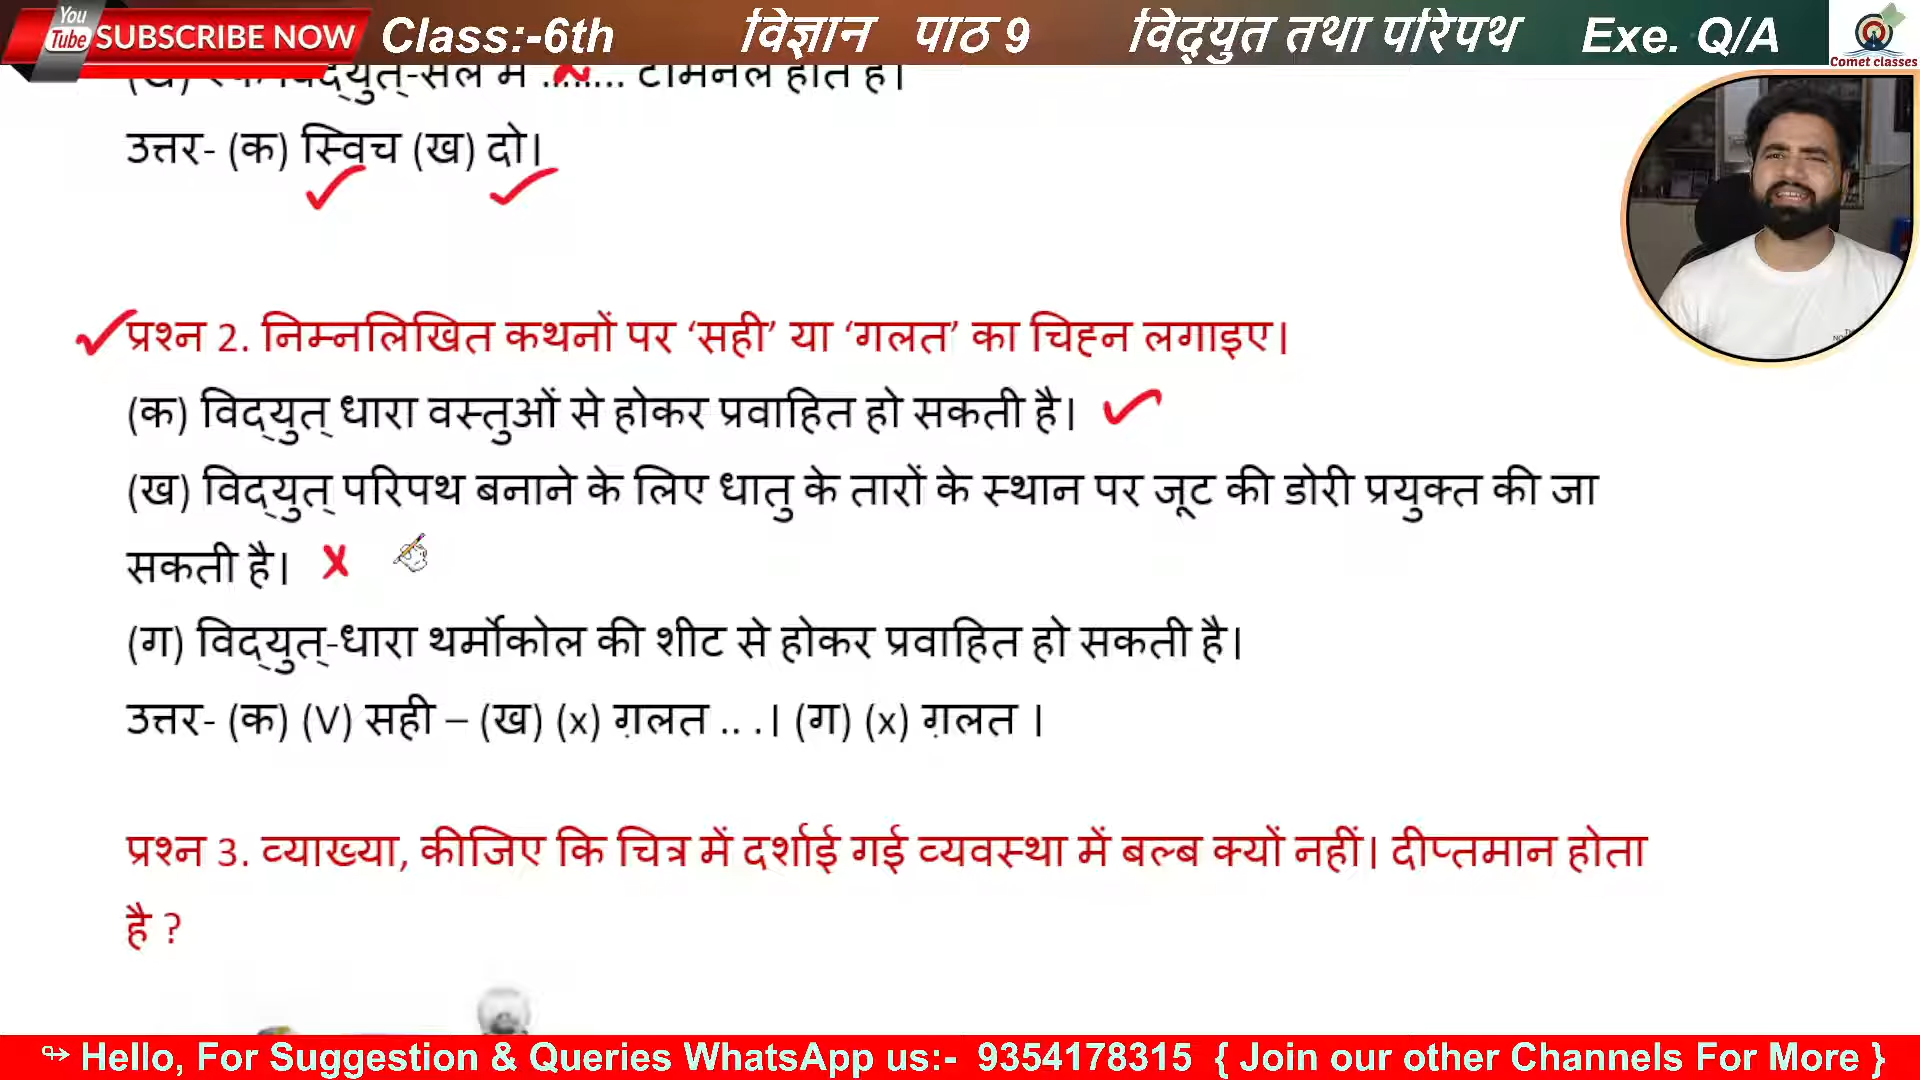 You Tube SUBSCRIBE NOW Class:-6th विज्ञान पाठ 9 विद्युत तथा परिपथ Exe. Q/A
Comet classes
(ख) एक विद्युत्-सेल में ........ टर्मिनल होते हैं।
उत्तर- (क) स्विच (ख) दो।
प्रश्न 2. निम्नलिखित कथनों पर ‘सही’ या ‘गलत’ का चिह्न लगाइए।
(क) विद्युत् धारा वस्तुओं से होकर प्रवाहित हो सकती है।
(ख) विद्युत् परिपथ बनाने के लिए धातु के तारों के स्थान पर जूट की डोरी प्रयुक्त की जा
सकती है। x
(ग) विद्युत्-धारा थर्मोकोल की शीट से होकर प्रवाहित हो सकती है।
उत्तर- (क) (V) सही – (ख) (x) ग़लत .. .। (ग) (x) ग़लत ।
प्रश्न 3. व्याख्या, कीजिए कि चित्र में दर्शाई गई व्यवस्था में बल्ब क्यों नहीं। दीप्तमान होता
है ?
↬ Hello, For Suggestion & Queries WhatsApp us:- 9354178315 { Join our other Channels For More }